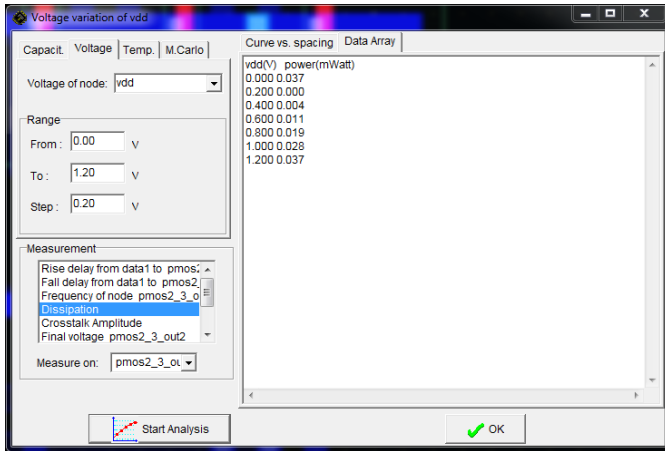 Voltage variation of vdd
Capacit. Voltage Temp. M.Carlo
Voltage of node: vdd
Range
From : 0.00 V
To : 1.20 V
Step : 0.20 V
Measurement
Rise delay from data1 to pmos2
Fall delay from data1 to pmos2_
Frequency of node pmos2_3_o
Dissipation
Crosstalk Amplitude
Final voltage pmos2_3_out2
Measure on: pmos2_3_ou
Start Analysis
Curve vs. spacing Data Array
vdd(V) power(mWatt)
0.000 0.037
0.200 0.000
0.400 0.004
0.600 0.011
0.800 0.019
1.000 0.028
1.200 0.037
OK